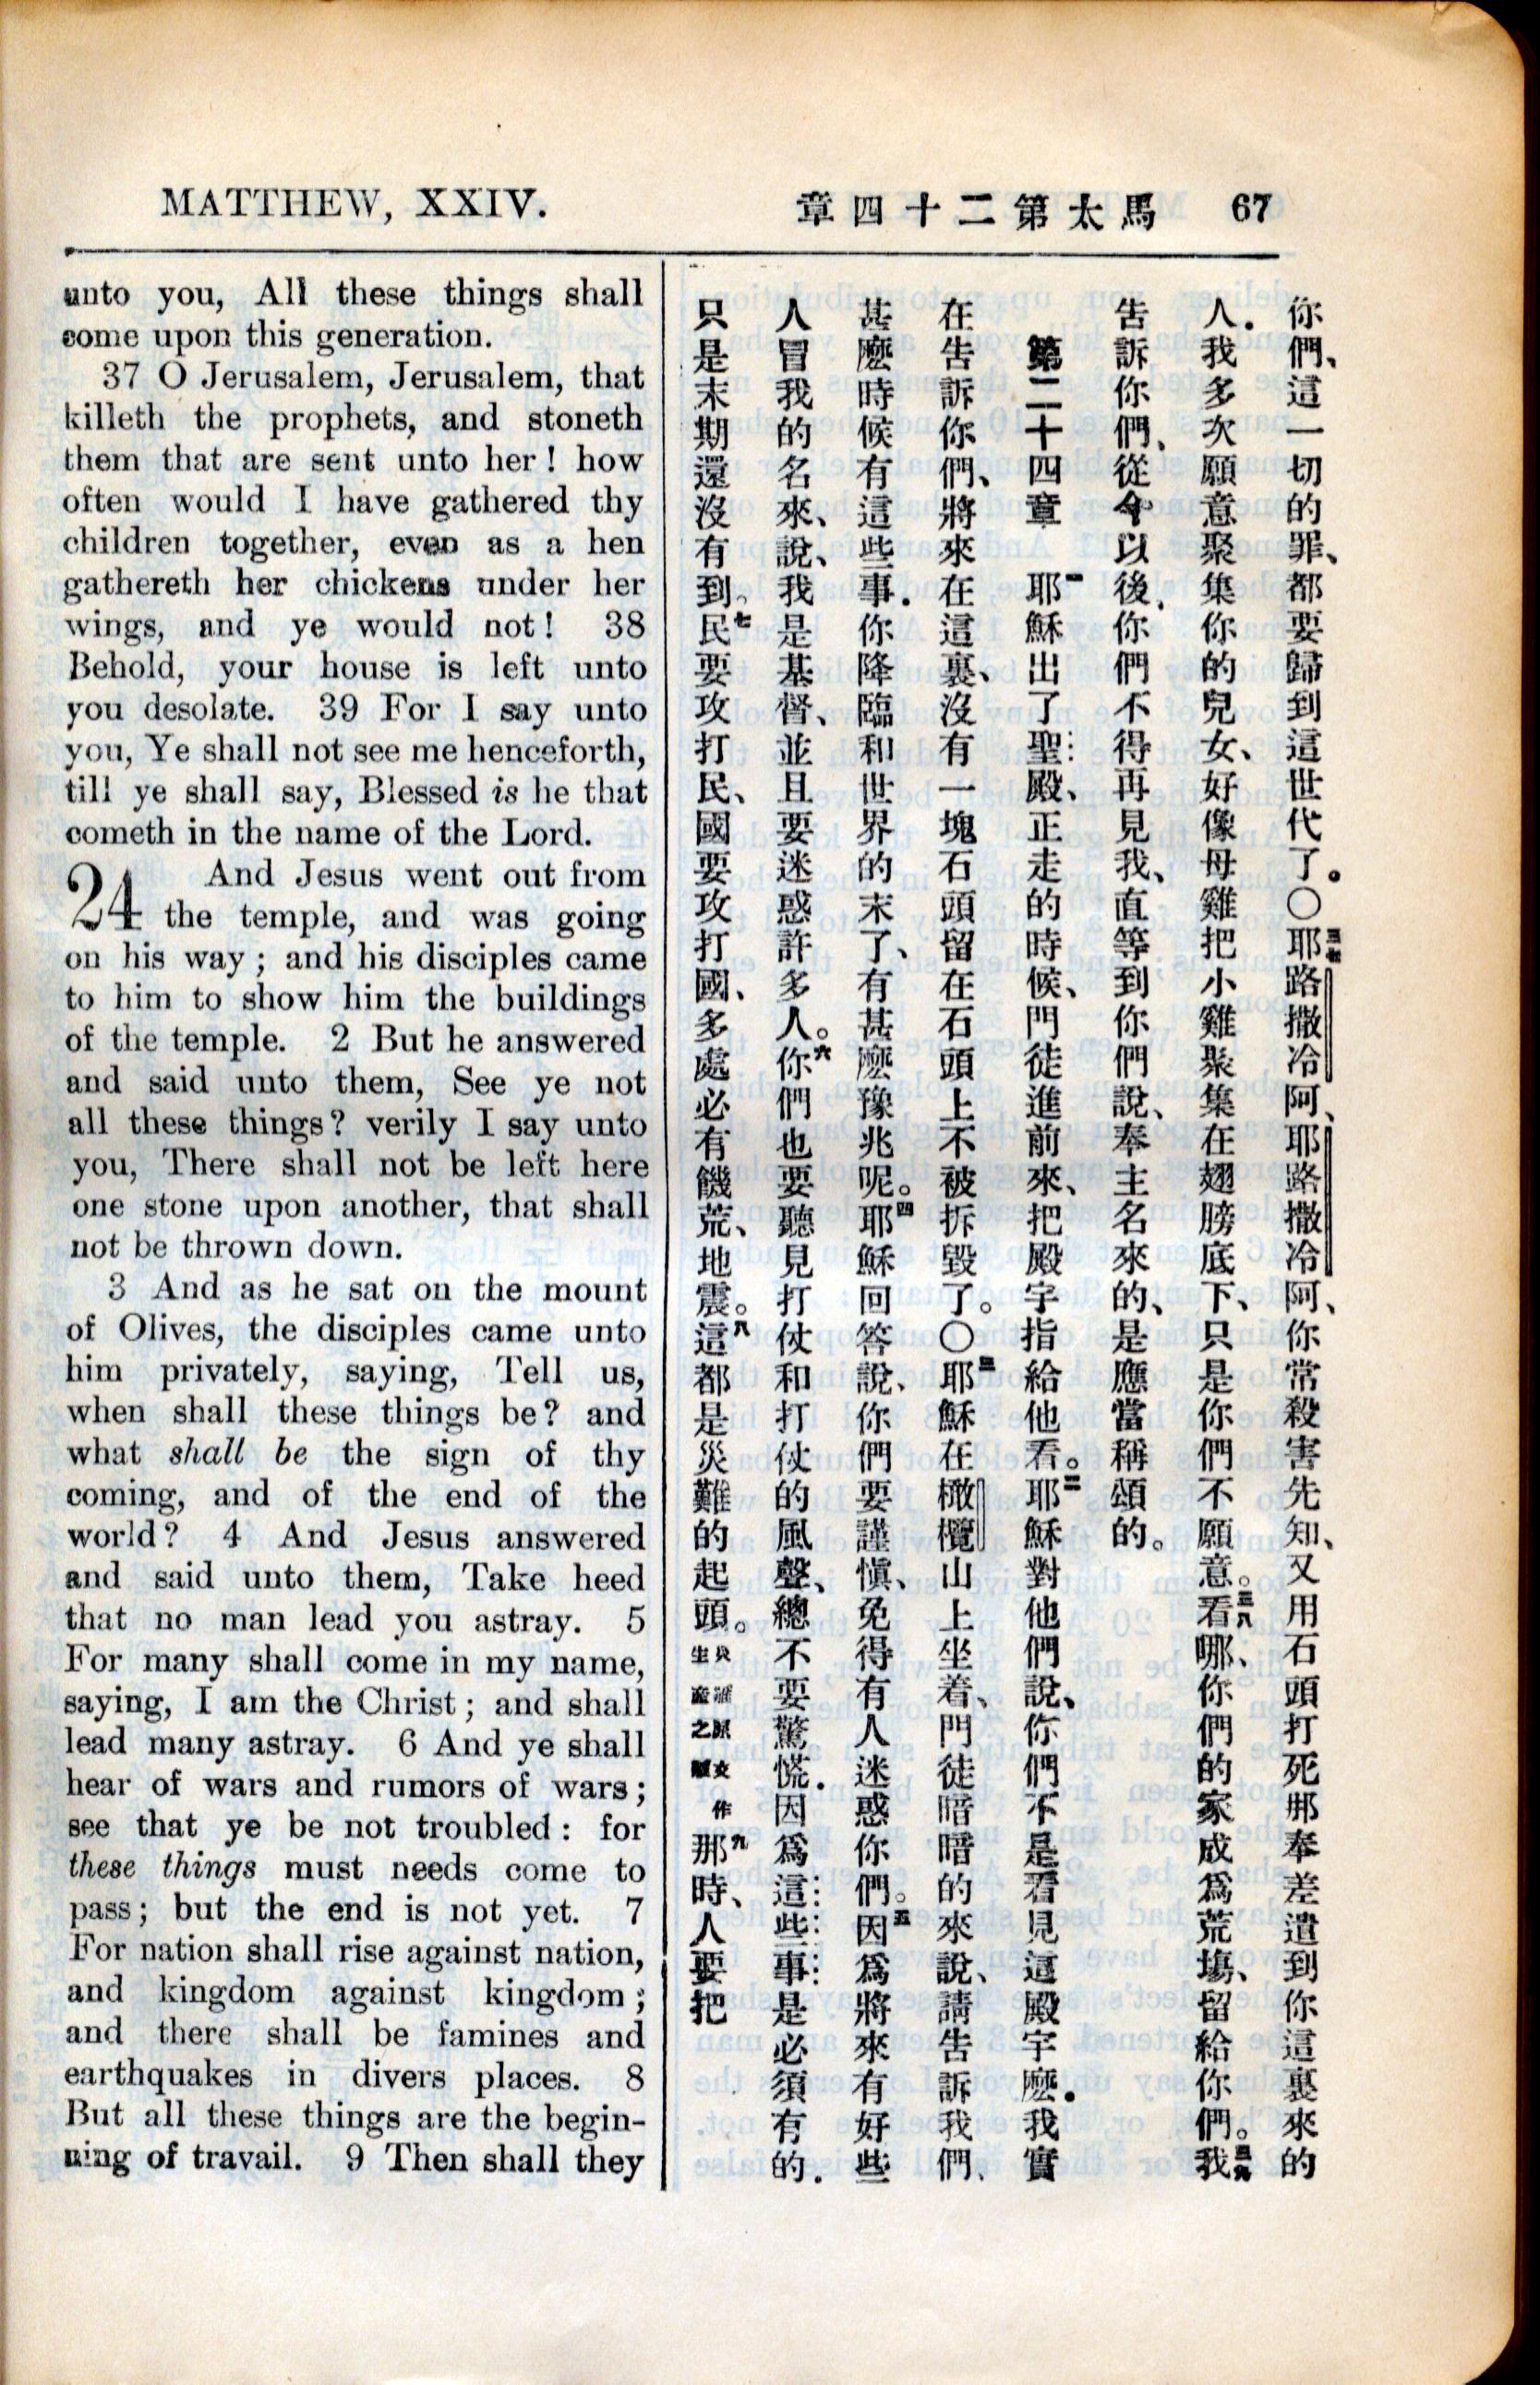 MATTHEW, XXIV.
馬太第二十四章
67
unto you, All these things shall
come upon this generation.
37 O Jerusalem, Jerusalem, that
killeth the prophets, and stoneth
them that are sent unto her! how
often would I have gathered thy
children together, even as a hen
gathereth her chickens under her
wings, and ye would not! 38
Behold, your house is left unto
you desolate. 39 For I say unto
you, Ye shall not see me henceforth,
till ye shall say, Blessed is he that
cometh in the name of the Lord.
24 And Jesus went out from
the temple, and was going
on his way; and his disciples came
to him to show him the buildings
of the temple. 2 But he answered
and said unto them, See ye not
all these things? verily I say unto
you, There shall not be left here
one stone upon another, that shall
not be thrown down.
3 And as he sat on the mount
of Olives, the disciples came unto
him privately, saying, Tell us,
when shall these things be? and
what shall be the sign of thy
coming, and of the end of the
world? 4 And Jesus answered
and said unto them, Take heed
that no man lead you astray. 5
For many shall come in my name,
saying, I am the Christ; and shall
lead many astray. 6 And ye shall
hear of wars and rumors of wars;
see that ye be not troubled: for
these things must needs come to
pass; but the end is not yet. 7
For nation shall rise against nation,
and kingdom against kingdom;
and there shall be famines and
earthquakes in divers places. 8
But all these things are the begin-
ning of travail. 9 Then shall they
你們、這一切的罪、都要歸到這世代了。○三七耶路撒冷阿、耶路撒冷阿、你常殺害先知、又用石頭打死那奉差遣到你這裏來的
人．我多次願意聚集你的兒女、好像母雞把小雞聚集在翅膀底下、只是你們不願意。三八看哪、你們的家成爲荒塲、留給你們。三九我
告訴你們、從今以後、你們不得再見我、直等到你們說、奉主名來的、是應當稱頌的。
第二十四章 一耶穌出了聖殿、正走的時候、門徒進前來、把殿宇指給他看。二耶穌對他們說、你們不是看見這殿宇麽．我實
在告訴你們、將來在這裏、沒有一塊石頭留在石頭上不被拆毀了。○三耶穌在橄欖山上坐着、門徒暗暗的來說、請告訴我們、
甚麽時候有這些事．你降臨和世界的末了、有甚麽豫兆呢。四耶穌回答說、你們要謹愼、免得有人迷惑你們。五因爲將來有好些
人冒我的名來、說、我是基督、並且要迷惑許多人。六你們也要聽見打仗和打仗的風聲、總不要驚慌．因爲這些事是必須有的．
只是末期還沒有到。七民要攻打民、國要攻打國、多處必有饑荒、地震。八這都是災難的起頭。災難原文作生產之難九那時、人要把